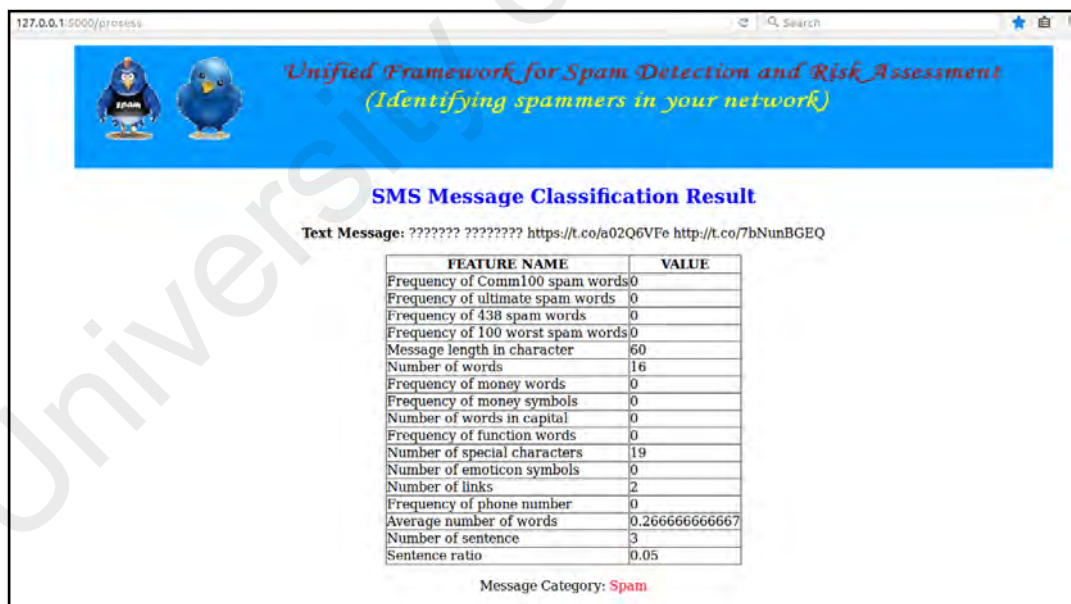 127.0.0.1:5000/prosess
Search
SPAM
Unified Framework for Spam Detection and Risk Assessment
(Identifying spammers in your network)
SMS Message Classification Result
Text Message: ??????? ???????? https://t.co/a02Q6VFe http://t.co/7bNunBGEQ
FEATURE NAME VALUE
Frequency of Comm100 spam words 0
Frequency of ultimate spam words 0
Frequency of 438 spam words 0
Frequency of 100 worst spam words 0
Message length in character 60
Number of words 16
Frequency of money words 0
Frequency of money symbols 0
Number of words in capital 0
Frequency of function words 0
Number of special characters 19
Number of emoticon symbols 0
Number of links 2
Frequency of phone number 0
Average number of words 0.266666666667
Number of sentence 3
Sentence ratio 0.05
Message Category: Spam
University